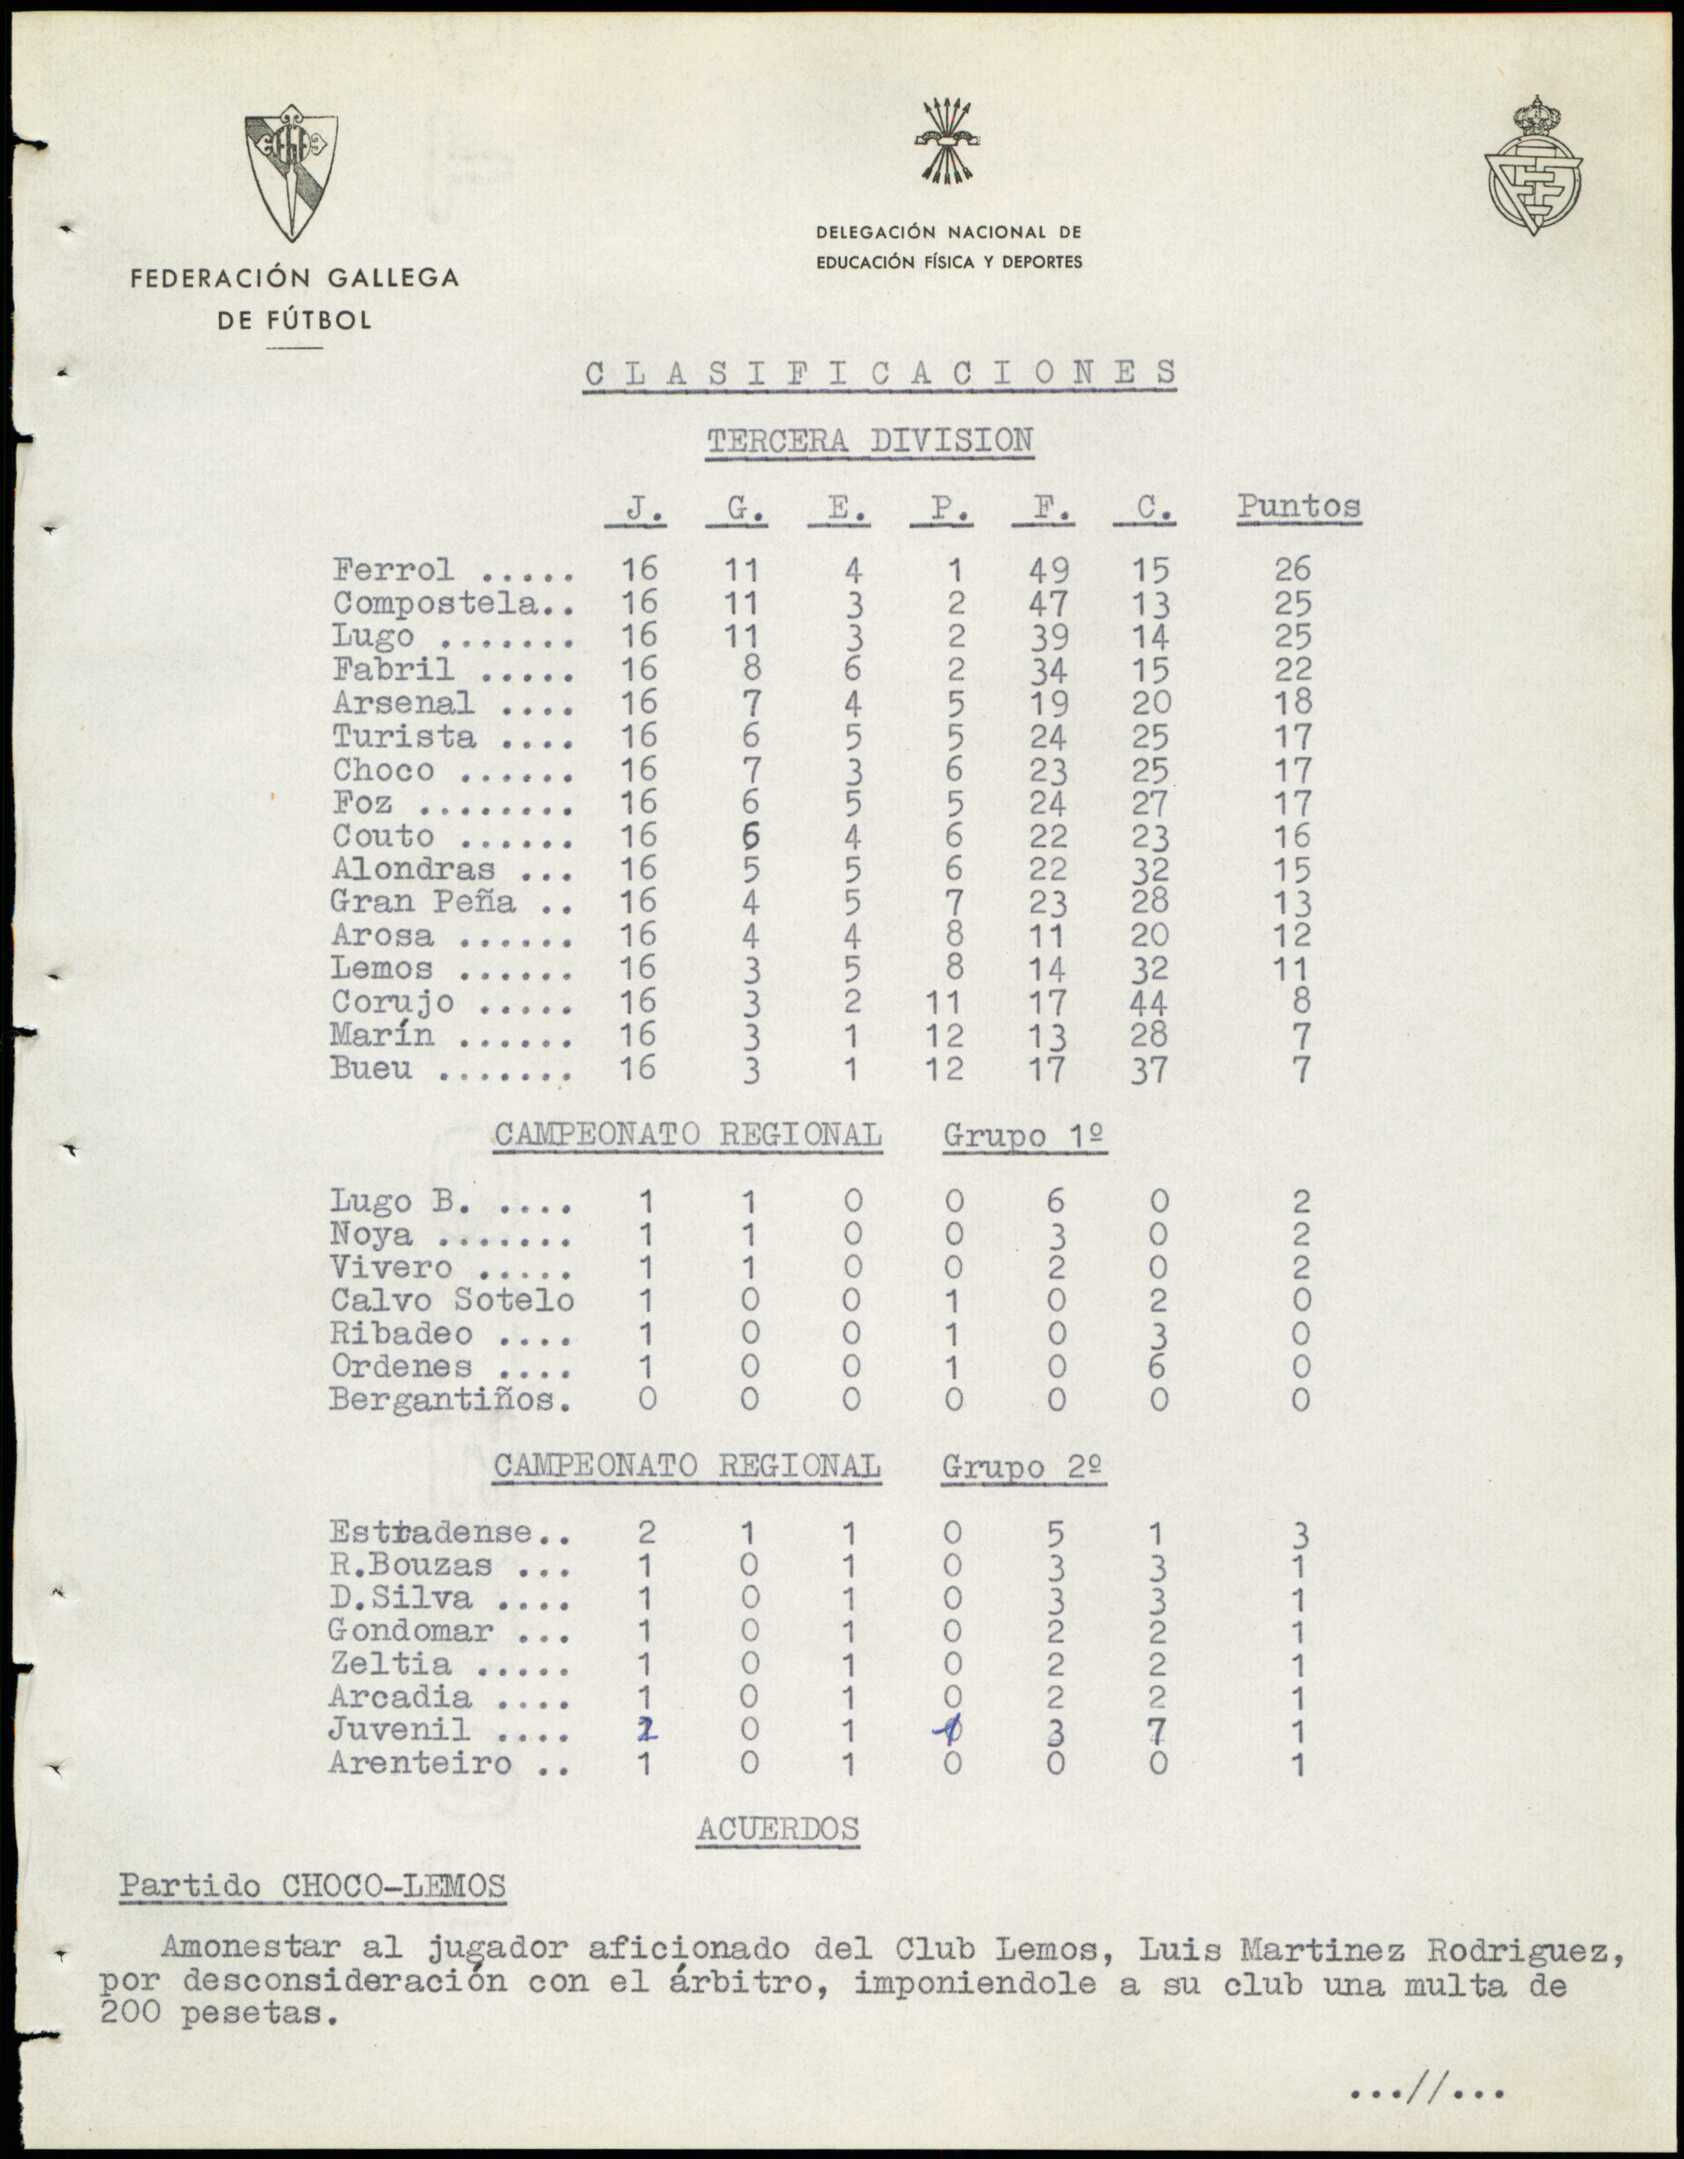 FEDERACIÓN GALLEGA
DE FÚTBOL
DELEGACIÓN NACIONAL DE
EDUCACIÓN FÍSICA Y DEPORTES
CLASIFICACIONES
TERCERA DIVISION
J. G. E. P. F. C. Puntos
Ferrol ..... 16 11 4 1 49 15 26
Compostela.. 16 11 3 2 47 13 25
Lugo ....... 16 11 3 2 39 14 25
Fabril ..... 16 8 6 2 34 15 22
Arsenal .... 16 7 4 5 19 20 18
Turista .... 16 6 5 5 24 25 17
Choco ...... 16 7 3 6 23 25 17
Foz ........ 16 6 5 5 24 27 17
Couto ...... 16 6 4 6 22 23 16
Alondras ... 16 5 5 6 22 32 15
Gran Peña .. 16 4 5 7 23 28 13
Arosa ...... 16 4 4 8 11 20 12
Lemos ...... 16 3 5 8 14 32 11
Corujo ..... 16 3 2 11 17 44 8
Marín ...... 16 3 1 12 13 28 7
Bueu ....... 16 3 1 12 17 37 7
CAMPEONATO REGIONAL Grupo 1º
Lugo B. .... 1 1 0 0 6 0 2
Noya ....... 1 1 0 0 3 0 2
Vivero ..... 1 1 0 0 2 0 2
Calvo Sotelo 1 0 0 1 0 2 0
Ribadeo .... 1 0 0 1 0 3 0
Ordenes .... 1 0 0 1 0 6 0
Bergantiños. 0 0 0 0 0 0 0
CAMPEONATO REGIONAL Grupo 2º
Estradense.. 2 1 1 0 5 1 3
R.Bouzas ... 1 0 1 0 3 3 1
D.Silva .... 1 0 1 0 3 3 1
Gondomar ... 1 0 1 0 2 2 1
Zeltia ..... 1 0 1 0 2 2 1
Arcadia .... 1 0 1 0 2 2 1
Juvenil .... 2 0 1 1 3 7 1
Arenteiro .. 1 0 1 0 0 0 1
ACUERDOS
Partido CHOCO-LEMOS
Amonestar al jugador aficionado del Club Lemos, Luis Martinez Rodriguez,
por desconsideración con el árbitro, imponiendole a su club una multa de
200 pesetas.
...//...